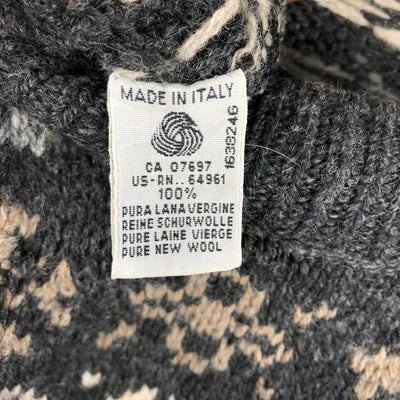 MADE IN ITALY
CA 07697
US-RN.. 64961
100%
PURA LANA VERGINE
REINE SCHURWOLLE
PURE LAINE VIERGE
PURE NEW WOOL
1638246